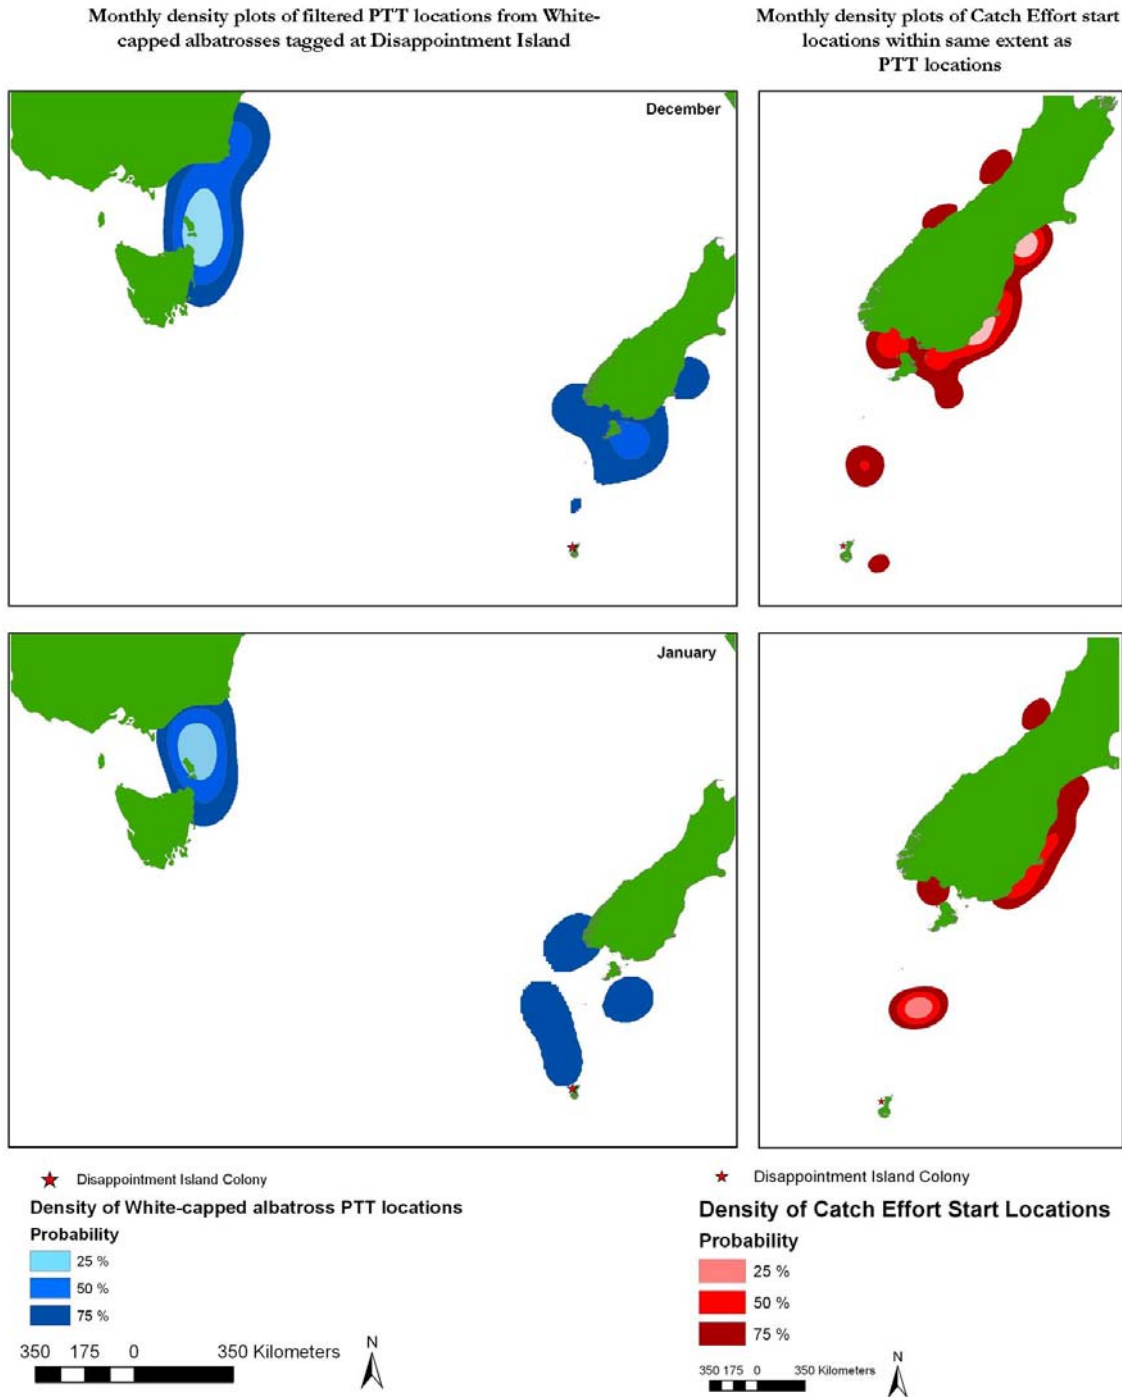 Monthly density plots of filtered PTT locations from White-
capped albatrosses tagged at Disappointment Island
Monthly density plots of Catch Effort start
locations within same extent as
PTT locations
December
January
Disappointment Island Colony
Density of White-capped albatross PTT locations
Probability
25 %
50 %
75 %
350 175 0 350 Kilometers
N
Disappointment Island Colony
Density of Catch Effort Start Locations
Probability
25 %
50 %
75 %
350 175 0 350 Kilometers
N